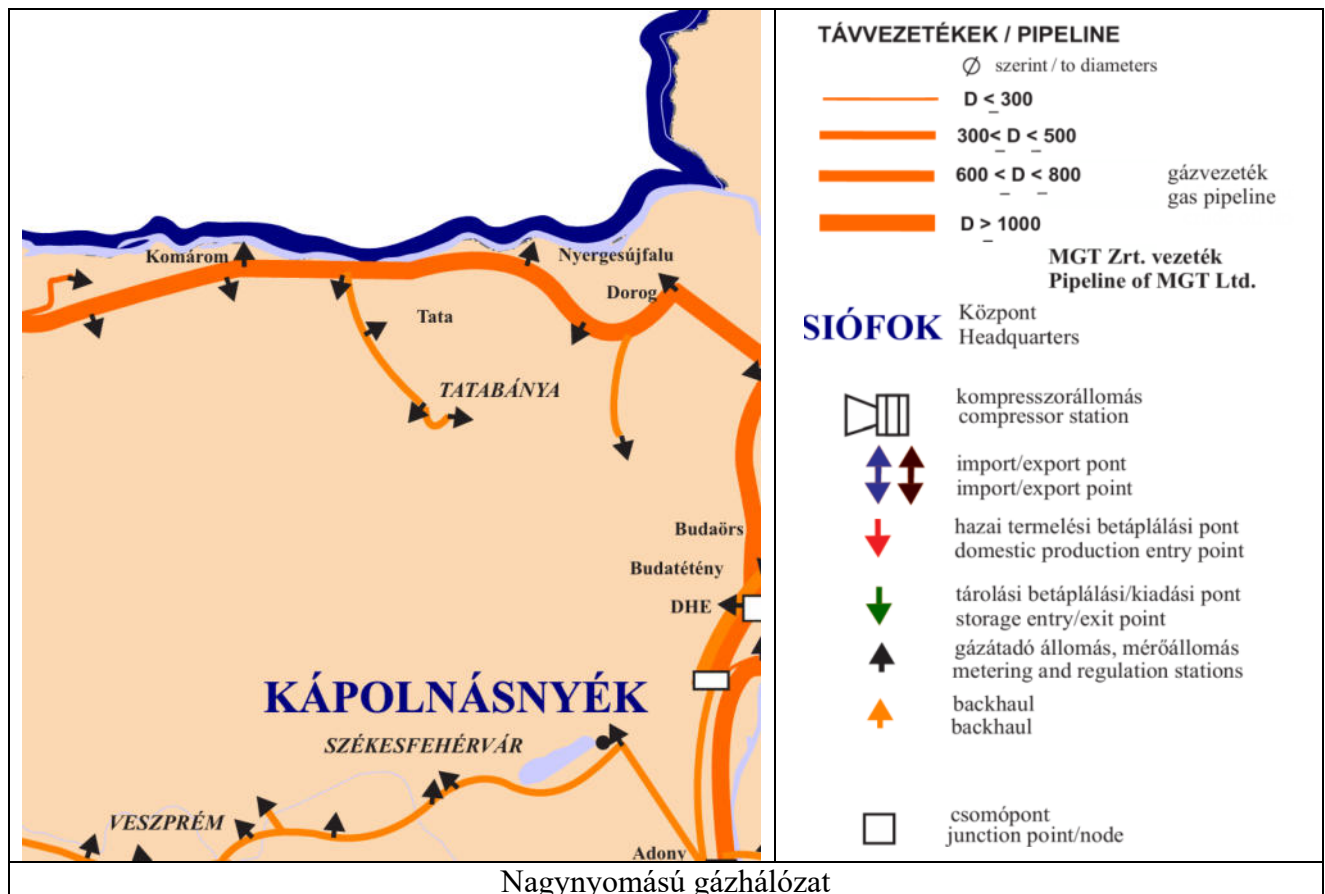 Komárom
Nyergesújfalu
Dorog
Tata
TATABÁNYA
Budaörs
Budatétény
DHE
KÁPOLNÁSNYÉK
SZÉKESFEHÉRVÁR
VESZPRÉM
Adony
TÁVVEZETÉKEK / PIPELINE
∅ szerint / to diameters
D ≤ 300
300 ≤ D ≤ 500
600 ≤ D ≤ 800
gázvezeték
gas pipeline
D ≥ 1000
MGT Zrt. vezeték
Pipeline of MGT Ltd.
SIÓFOK
Központ
Headquarters
kompresszorállomás
compressor station
import/export pont
import/export point
hazai termelési betáplálási pont
domestic production entry point
tárolási betáplálási/kiadási pont
storage entry/exit point
gázátadó állomás, mérőállomás
metering and regulation stations
backhaul
backhaul
csomópont
junction point/node
Nagynyomású gázhálózat